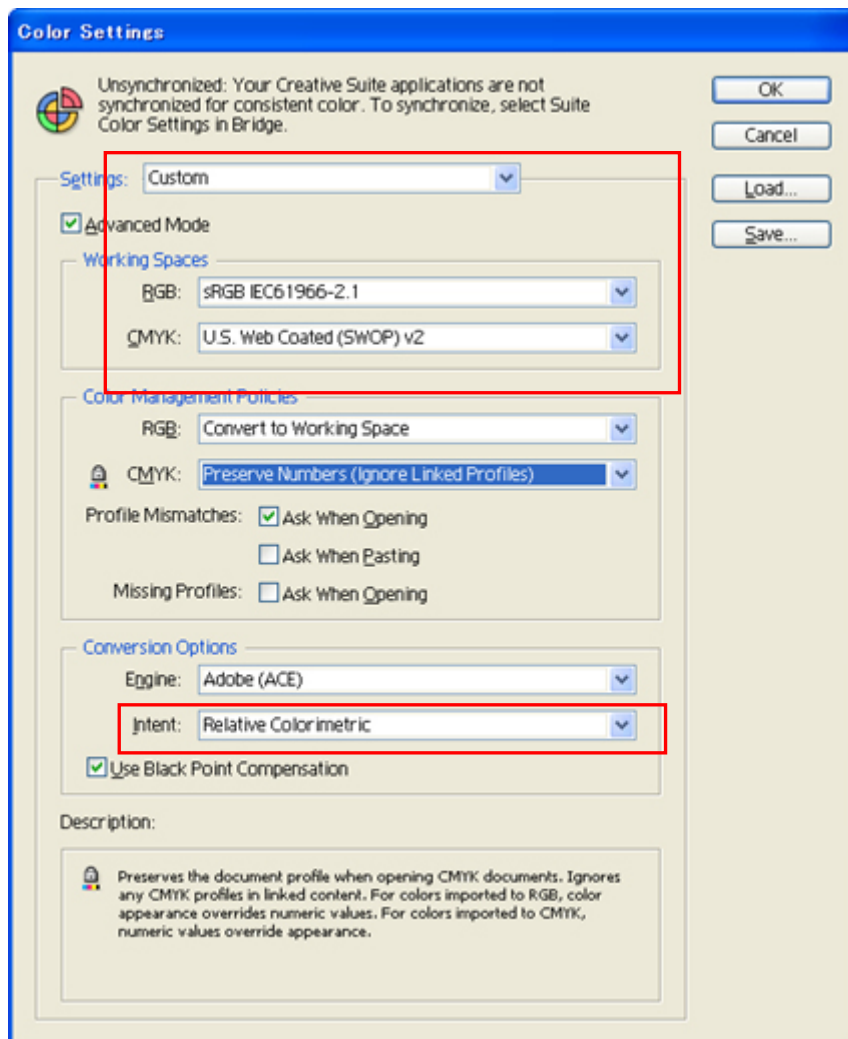 Color Settings
Unsynchronized: Your Creative Suite applications are not
synchronized for consistent color. To synchronize, select Suite
Color Settings in Bridge.
OK
Cancel
Load...
Save...
Settings: Custom
Advanced Mode
Working Spaces
RGB: sRGB IEC61966-2.1
CMYK: U.S. Web Coated (SWOP) v2
Color Management Policies
RGB: Convert to Working Space
CMYK: Preserve Numbers (Ignore Linked Profiles)
Profile Mismatches: Ask When Opening
Ask When Pasting
Missing Profiles: Ask When Opening
Conversion Options
Engine: Adobe (ACE)
Intent: Relative Colorimetric
Use Black Point Compensation
Description:
Preserves the document profile when opening CMYK documents. Ignores
any CMYK profiles in linked content. For colors imported to RGB, color
appearance overrides numeric values. For colors imported to CMYK,
numeric values override appearance.